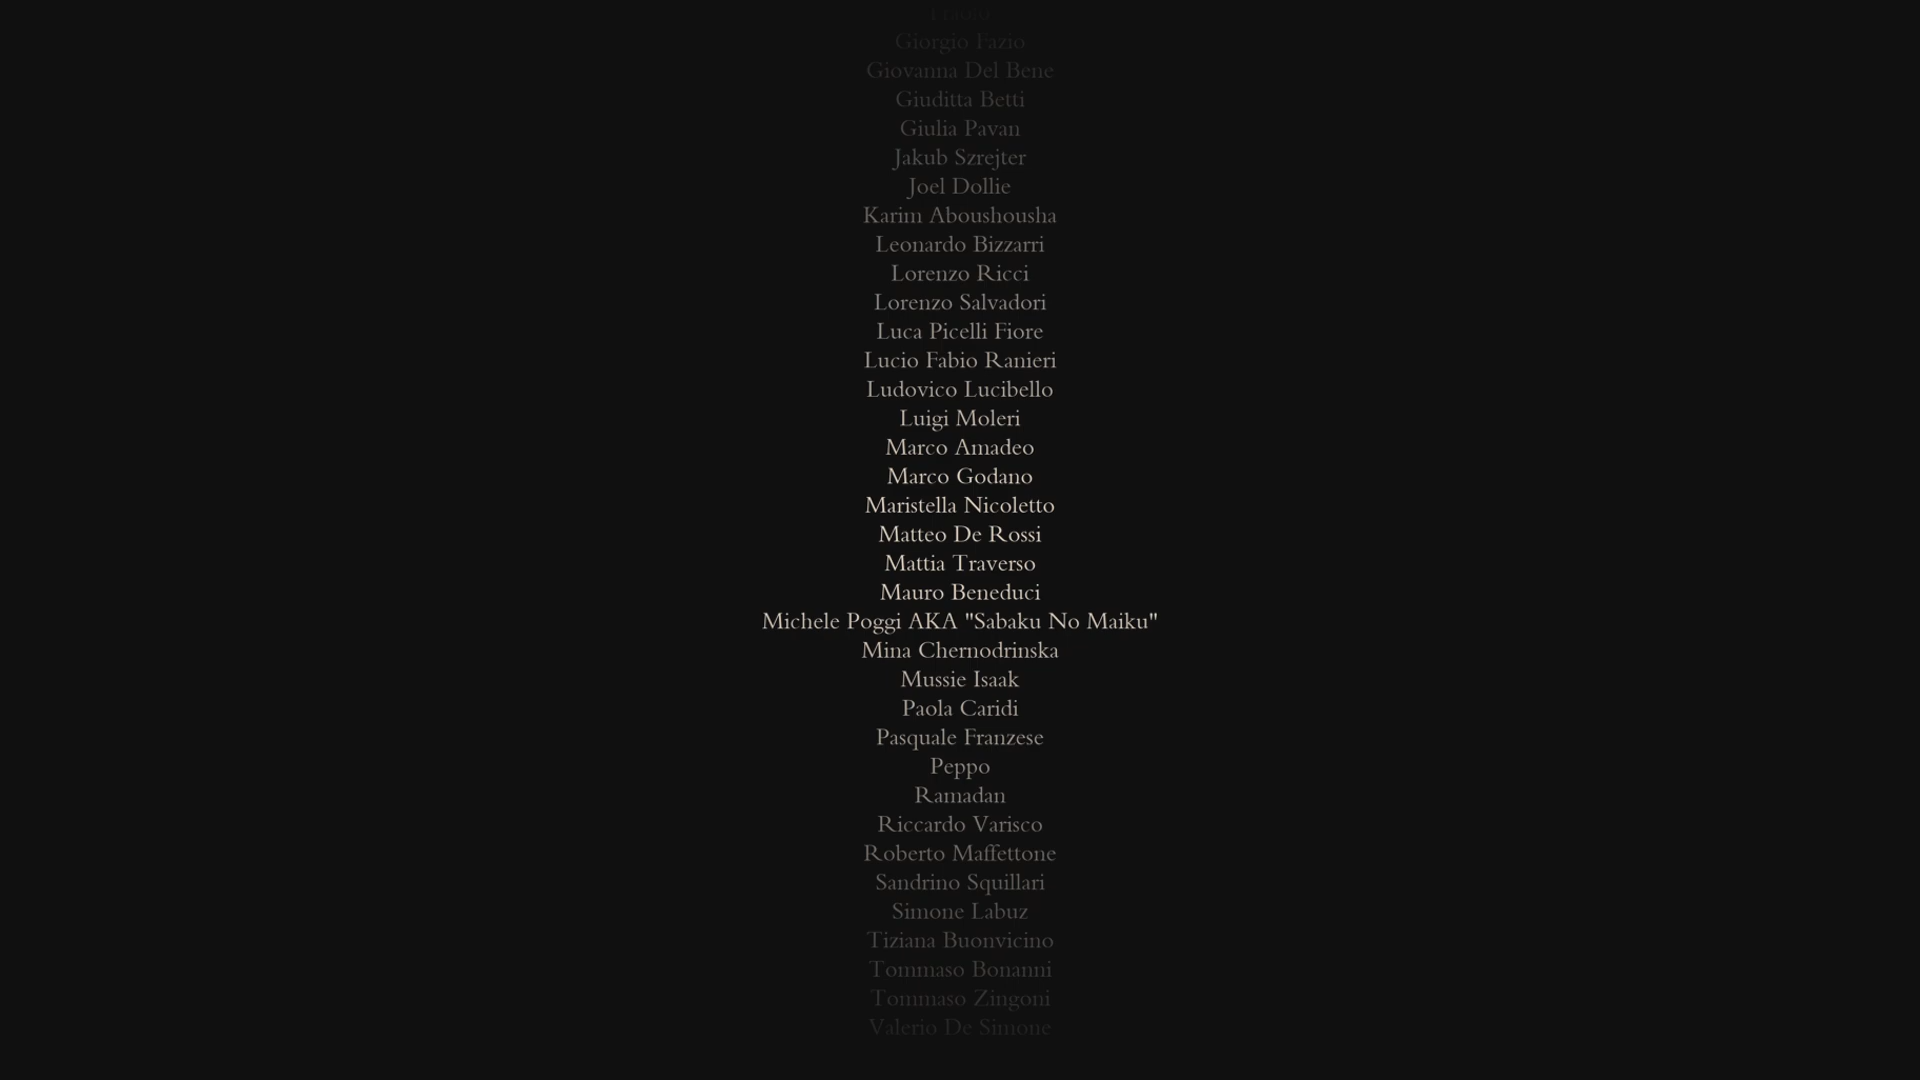 Giorgio Fazio
Giovanna Del Bene
Giuditta Betti
Giulia Pavan
Jakub Szrejter
Joel Dollie
Karim Aboushousha
Leonardo Bizzarri
Lorenzo Ricci
Lorenzo Salvadori
Luca Picelli Fiore
Lucio Fabio Ranieri
Ludovico Lucibello
Luigi Moleri
Marco Amadeo
Marco Godano
Maristella Nicoletto
Matteo De Rossi
Mattia Traverso
Mauro Beneduci
Michele Poggi AKA "Sabaku No Maiku"
Mina Chernodrinska
Mussie Isaak
Paola Caridi
Pasquale Franzese
Peppo
Ramadan
Riccardo Varisco
Roberto Maffettone
Sandrino Squillari
Simone Labuz
Tiziana Buonvicino
Tommaso Bonanni
Tommaso Zingoni
Valerio De Simone